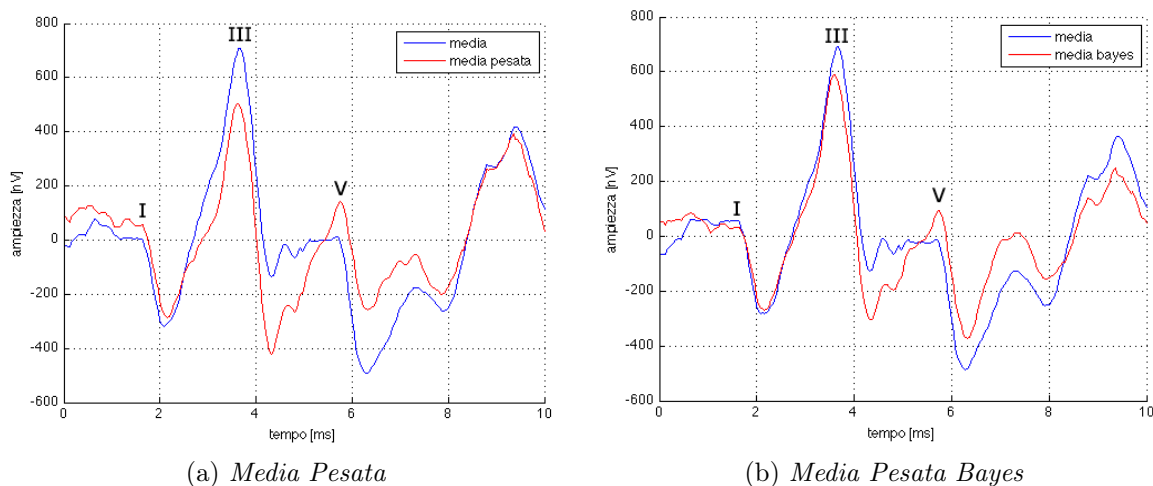 800
600
400
200
0
-200
-400
-600
0
2
4
6
8
10
ampiezza [nV]
tempo [ms]
I
III
V
media
media pesata
(a) Media Pesata
800
600
400
200
0
-200
-400
-600
0
2
4
6
8
10
ampiezza [nV]
tempo [ms]
I
III
V
media
media bayes
(b) Media Pesata Bayes